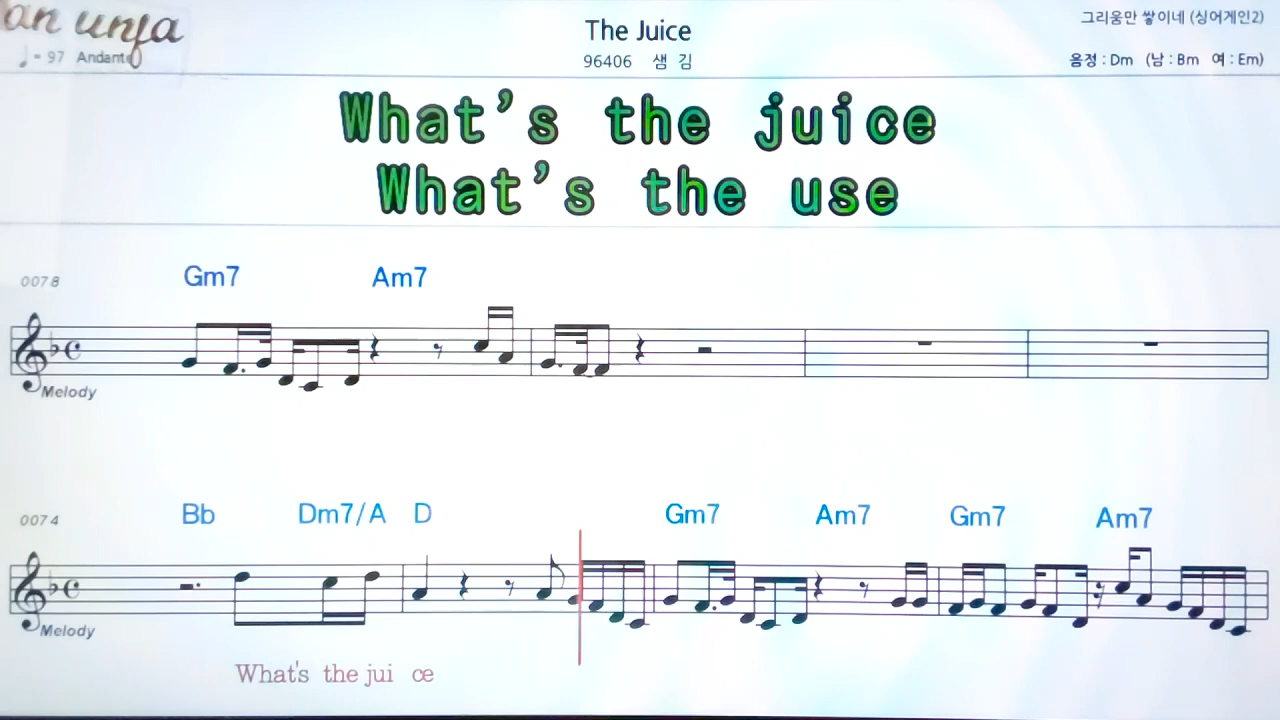 an unfa
♩= 97 Andante
The Juice
96406 샘 김
그리움만 쌓이네 (싱어게인2)
음정 : Dm (남 : Bm 여 : Em)
What's the juice
What's the use
0078
Gm7 Am7
Melody
0074
Bb Dm7/A D Gm7 Am7 Gm7 Am7
Melody
What's the jui ce